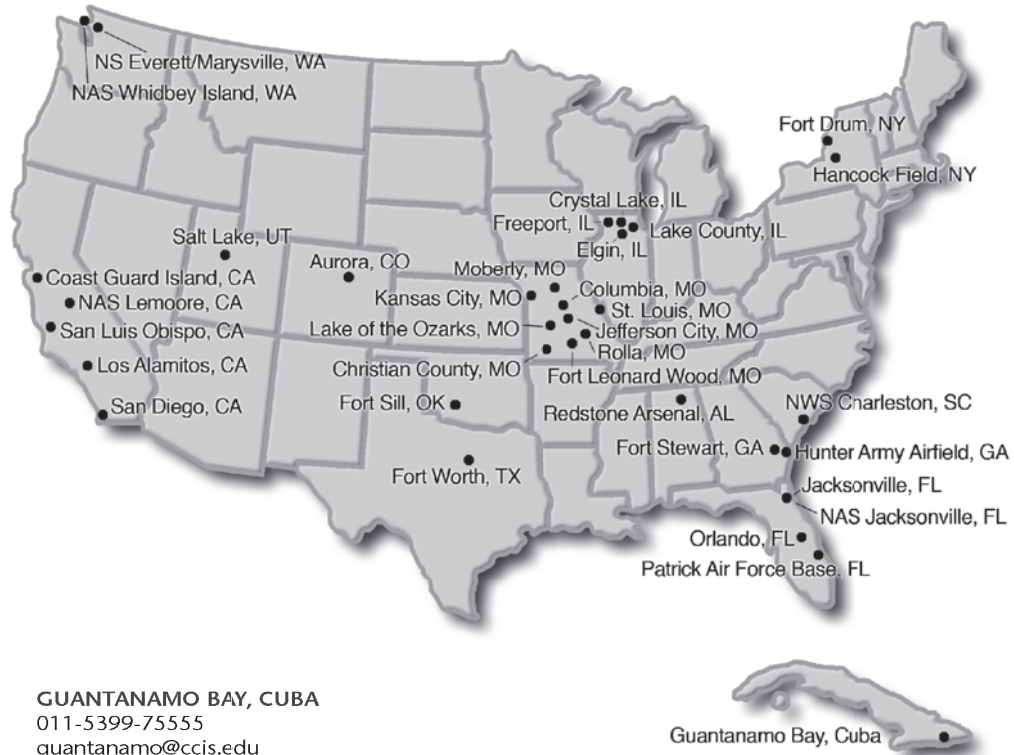 NS Everett/Marysville, WA
NAS Whidbey Island, WA
Fort Drum, NY
Hancock Field, NY
Crystal Lake, IL
Freeport, IL
Lake County, IL
Elgin, IL
Salt Lake, UT
Aurora, CO
Moberly, MO
Coast Guard Island, CA
Columbia, MO
Kansas City, MO
NAS Lemoore, CA
St. Louis, MO
San Luis Obispo, CA
Lake of the Ozarks, MO
Jefferson City, MO
Rolla, MO
Los Alamitos, CA
Christian County, MO
Fort Leonard Wood, MO
San Diego, CA
Fort Sill, OK
Redstone Arsenal, AL
NWS Charleston, SC
Fort Stewart, GA
Hunter Army Airfield, GA
Fort Worth, TX
Jacksonville, FL
NAS Jacksonville, FL
Orlando, FL
Patrick Air Force Base, FL
GUANTANAMO BAY, CUBA
011-5399-75555
guantanamo@ccis.edu
Guantanamo Bay, Cuba